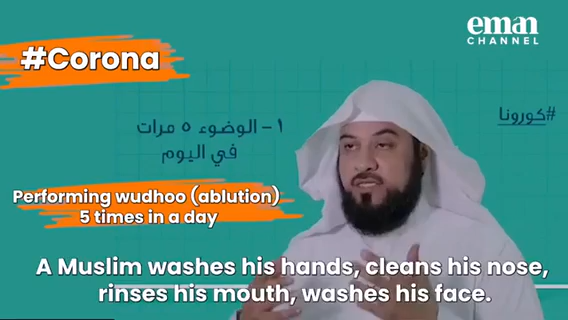 eman
CHANNEL
#Corona
#كورونا
١- الوضوء ٥ مرات
في اليوم
Performing wudhoo (ablution)
5 times in a day
A Muslim washes his hands, cleans his nose,
rinses his mouth, washes his face.